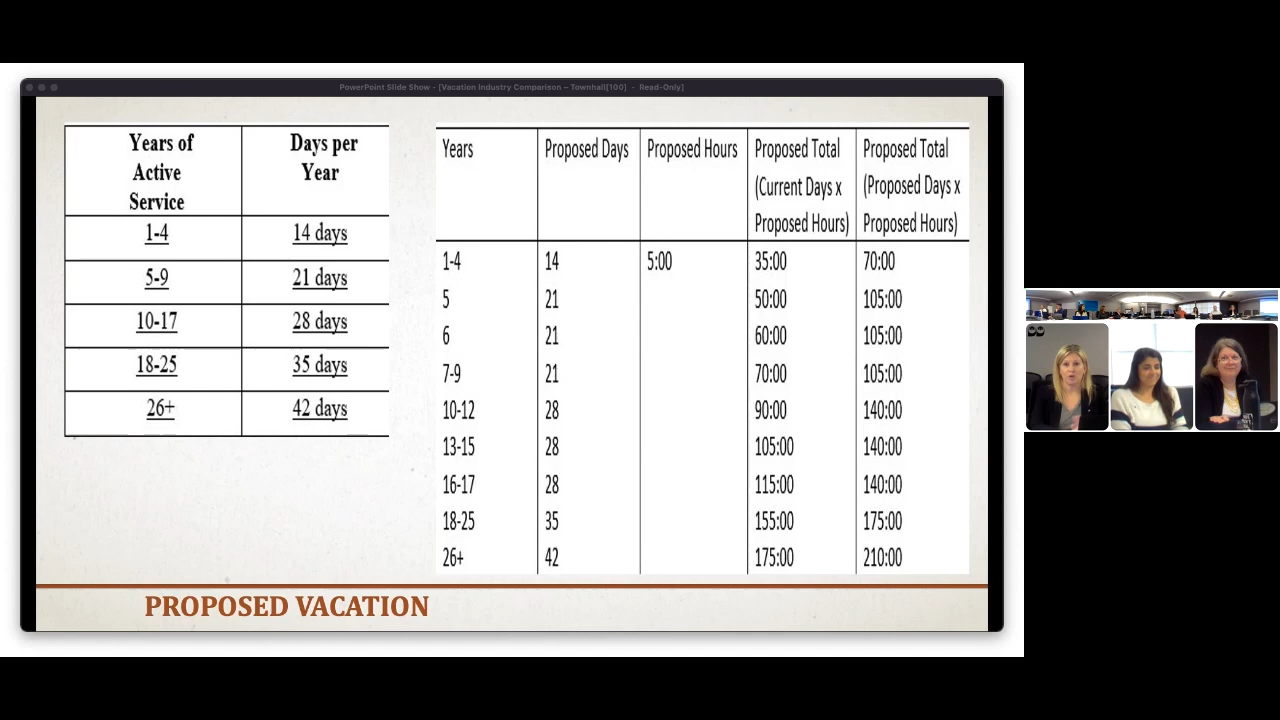 PowerPoint Slide Show - [Vacation Industry Comparison – Townhall[100] - Read-Only]
Years of Active Service Days per Year
1-4 14 days
5-9 21 days
10-17 28 days
18-25 35 days
26+ 42 days
Years Proposed Days Proposed Hours Proposed Total (Current Days x Proposed Hours) Proposed Total (Proposed Days x Proposed Hours)
1-4 14 5:00 35:00 70:00
5 21 50:00 105:00
6 21 60:00 105:00
7-9 21 70:00 105:00
10-12 28 90:00 140:00
13-15 28 105:00 140:00
16-17 28 115:00 140:00
18-25 35 155:00 175:00
26+ 42 175:00 210:00
PROPOSED VACATION